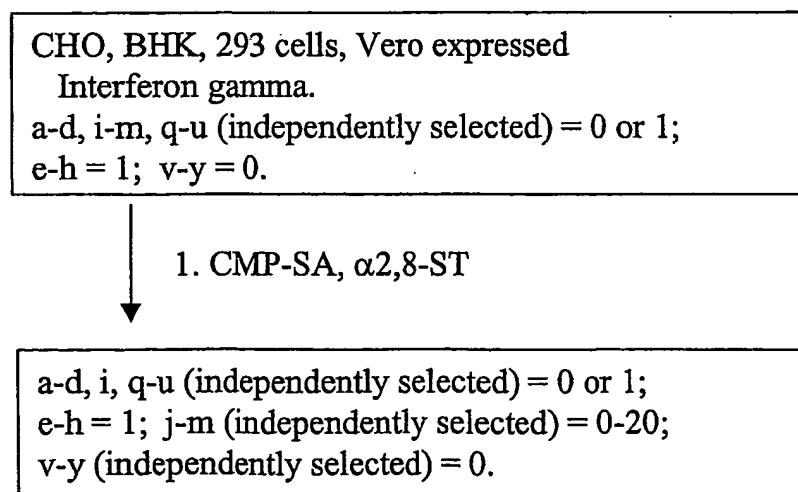 CHO, BHK, 293 cells, Vero expressed
Interferon gamma.
a-d, i-m, q-u (independently selected) = 0 or 1;
e-h = 1; v-y = 0.
1. CMP-SA, α2,8-ST
a-d, i, q-u (independently selected) = 0 or 1;
e-h = 1; j-m (independently selected) = 0-20;
v-y (independently selected) = 0.